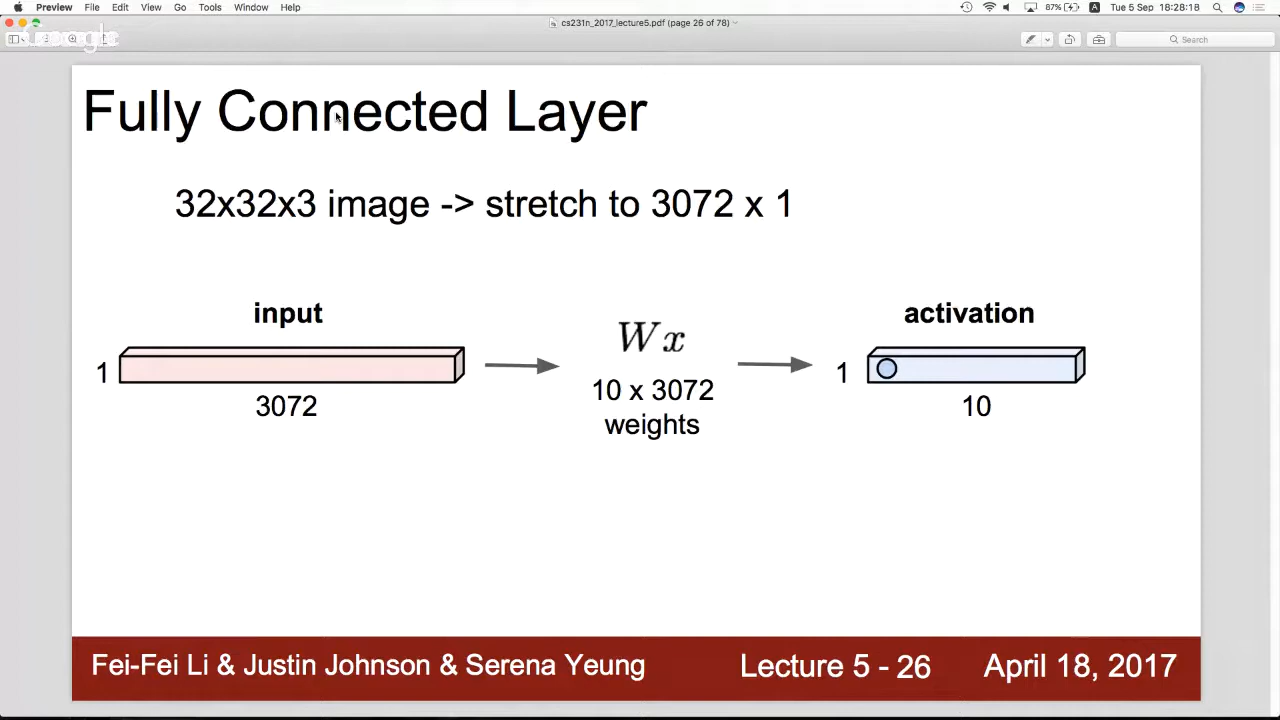 Preview File Edit View Go Tools Window Help 87% Tue 5 Sep 18:28:18
cs231n_2017_lecture5.pdf (page 26 of 78)
Search
Fully Connected Layer
32x32x3 image -> stretch to 3072 x 1
input
activation
Wx
1
1
10 x 3072
3072
10
weights
Fei-Fei Li & Justin Johnson & Serena Yeung Lecture 5 - 26 April 18, 2017